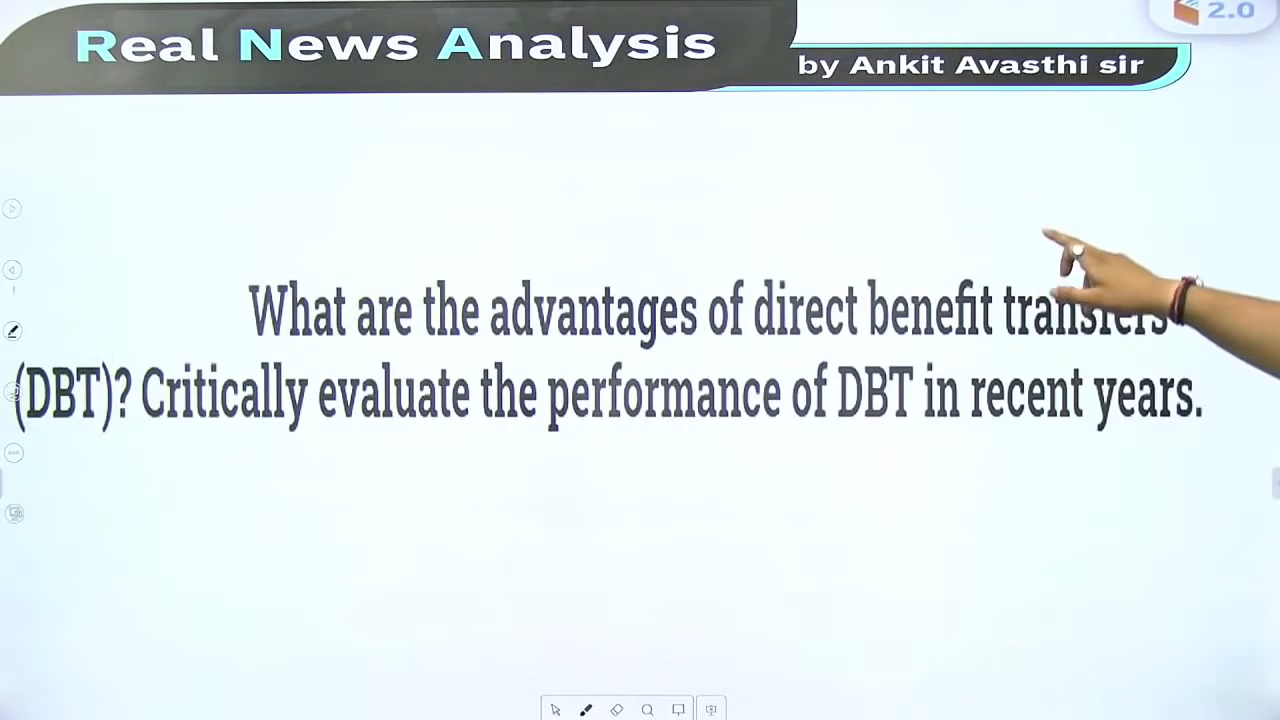 Real News Analysis
by Ankit Avasthi sir
2.0
What are the advantages of direct benefit transfers
(DBT)? Critically evaluate the performance of DBT in recent years.